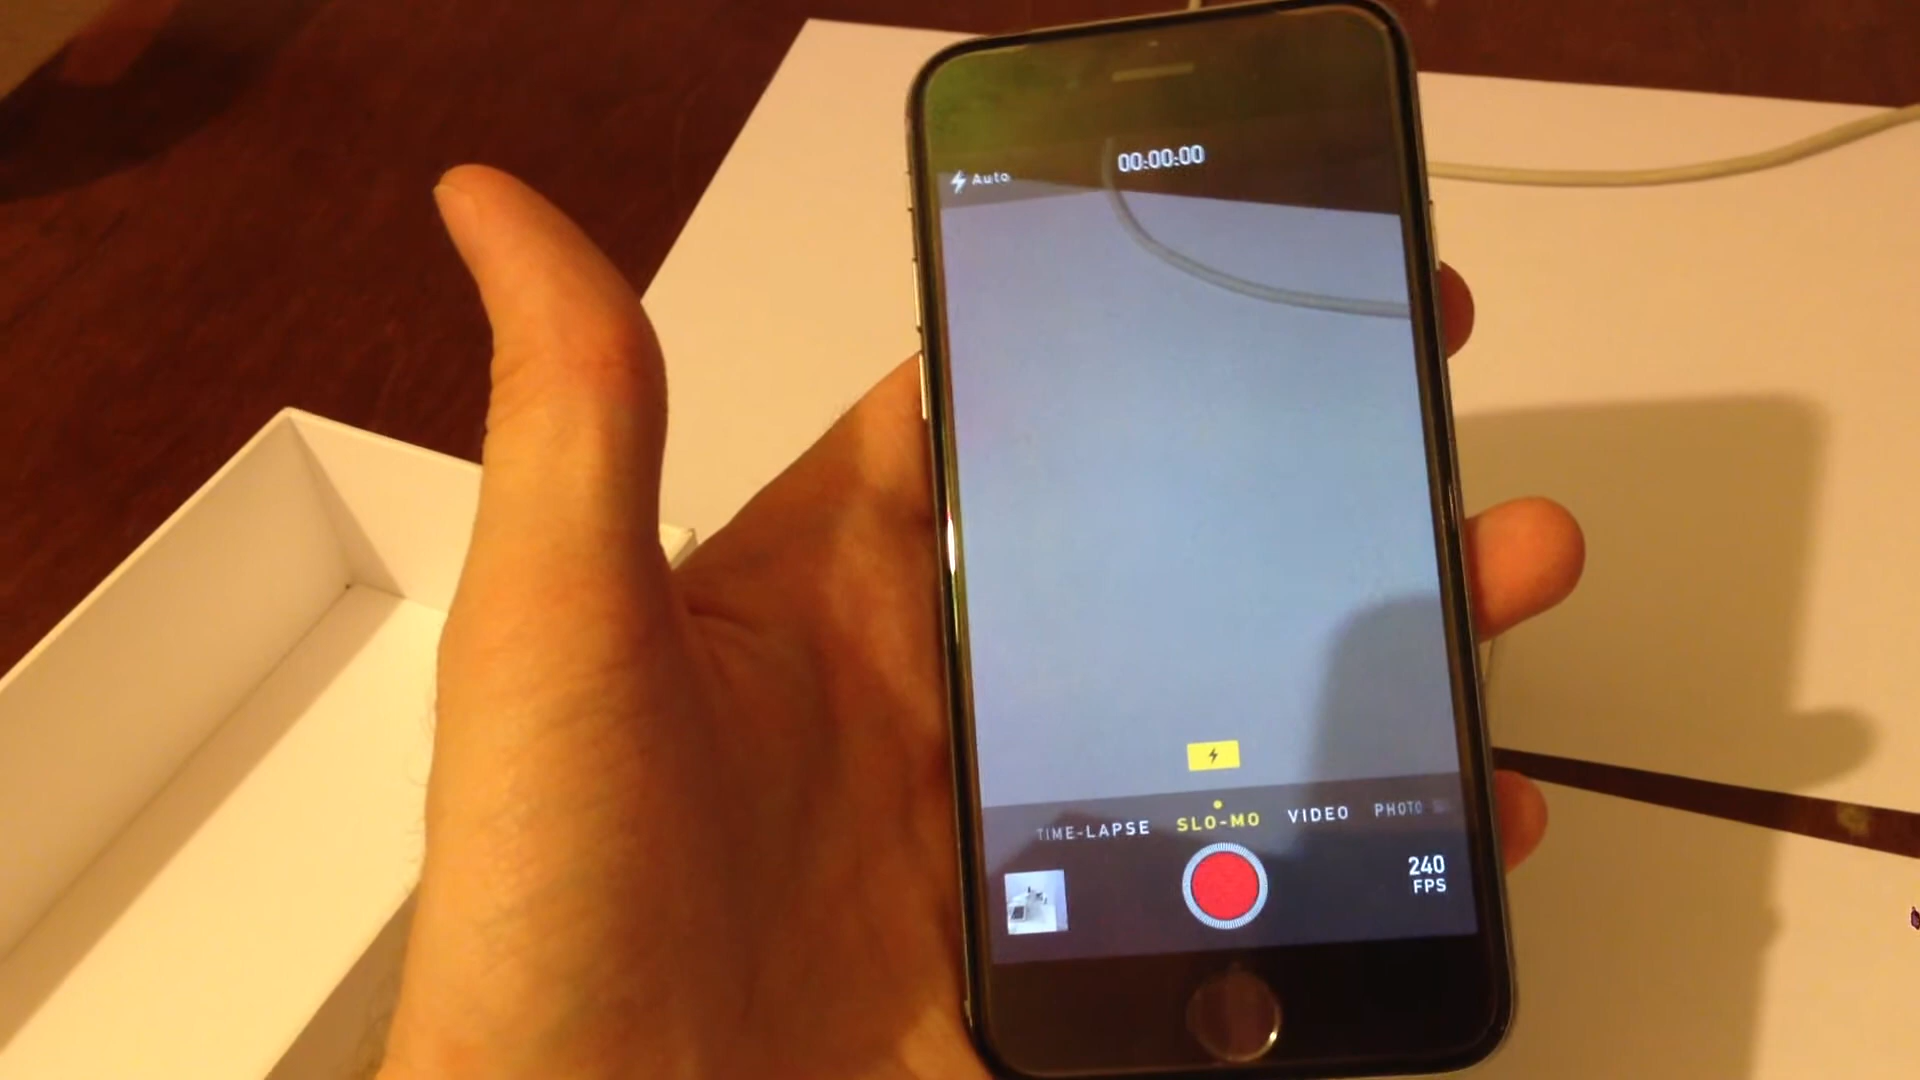 00:00:00
Auto
TIME-LAPSE SLO-MO VIDEO PHOTO
240
FPS